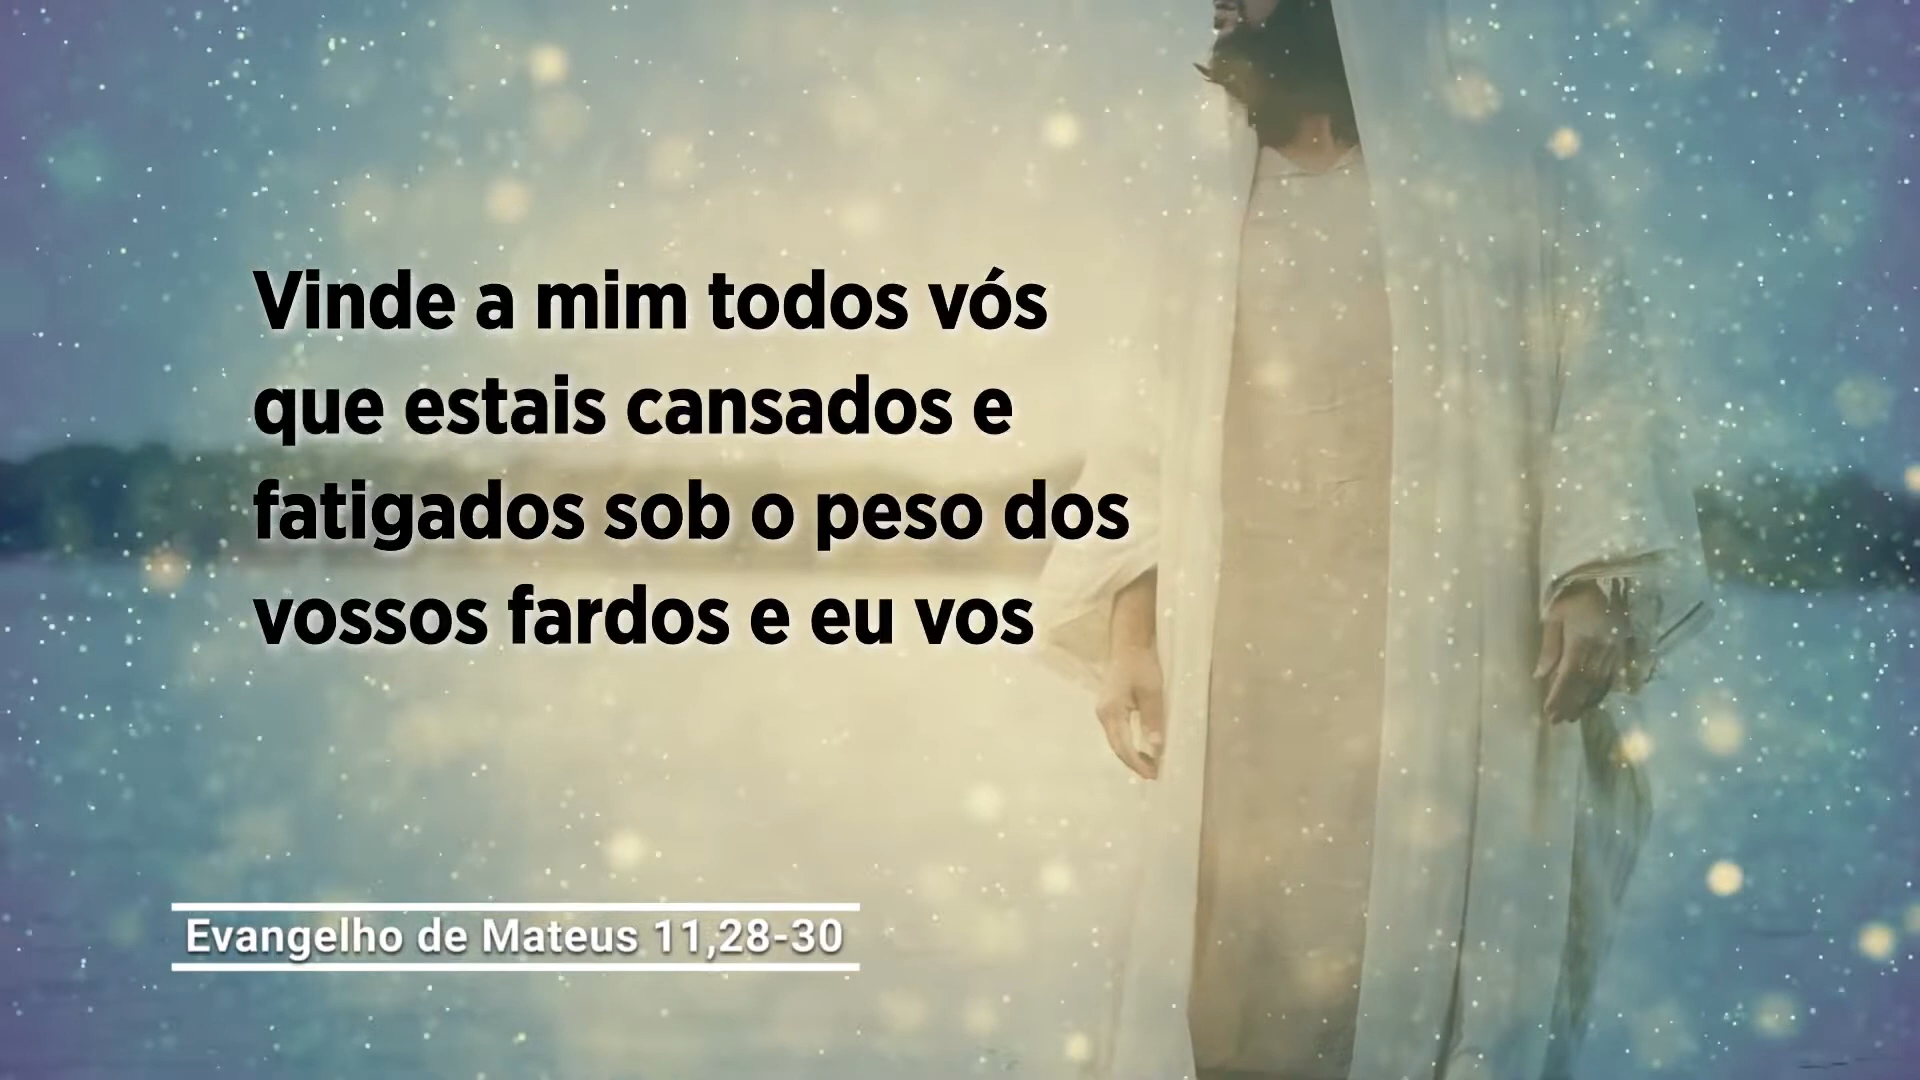 Vinde a mim todos vós
que estais cansados e
fatigados sob o peso dos
vossos fardos e eu vos
Evangelho de Mateus 11,28-30